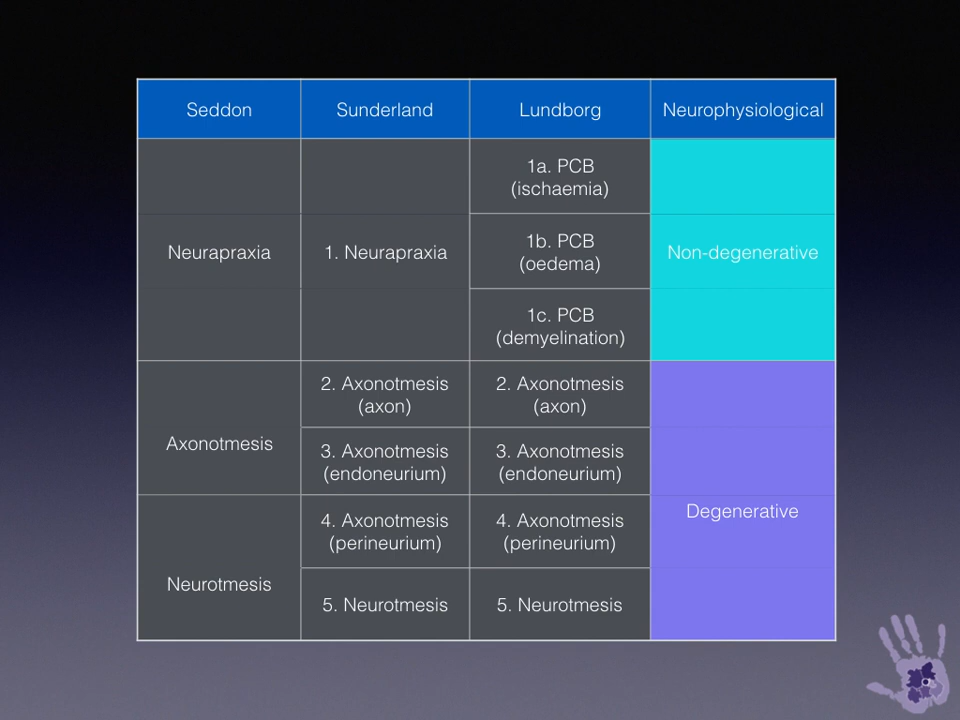 Seddon
Sunderland
Lundborg
Neurophysiological
1a. PCB
(ischaemia)
Neurapraxia
1. Neurapraxia
1b. PCB
(oedema)
Non-degenerative
1c. PCB
(demyelination)
Axonotmesis
2. Axonotmesis
(axon)
2. Axonotmesis
(axon)
3. Axonotmesis
(endoneurium)
3. Axonotmesis
(endoneurium)
Degenerative
Neurotmesis
4. Axonotmesis
(perineurium)
4. Axonotmesis
(perineurium)
5. Neurotmesis
5. Neurotmesis